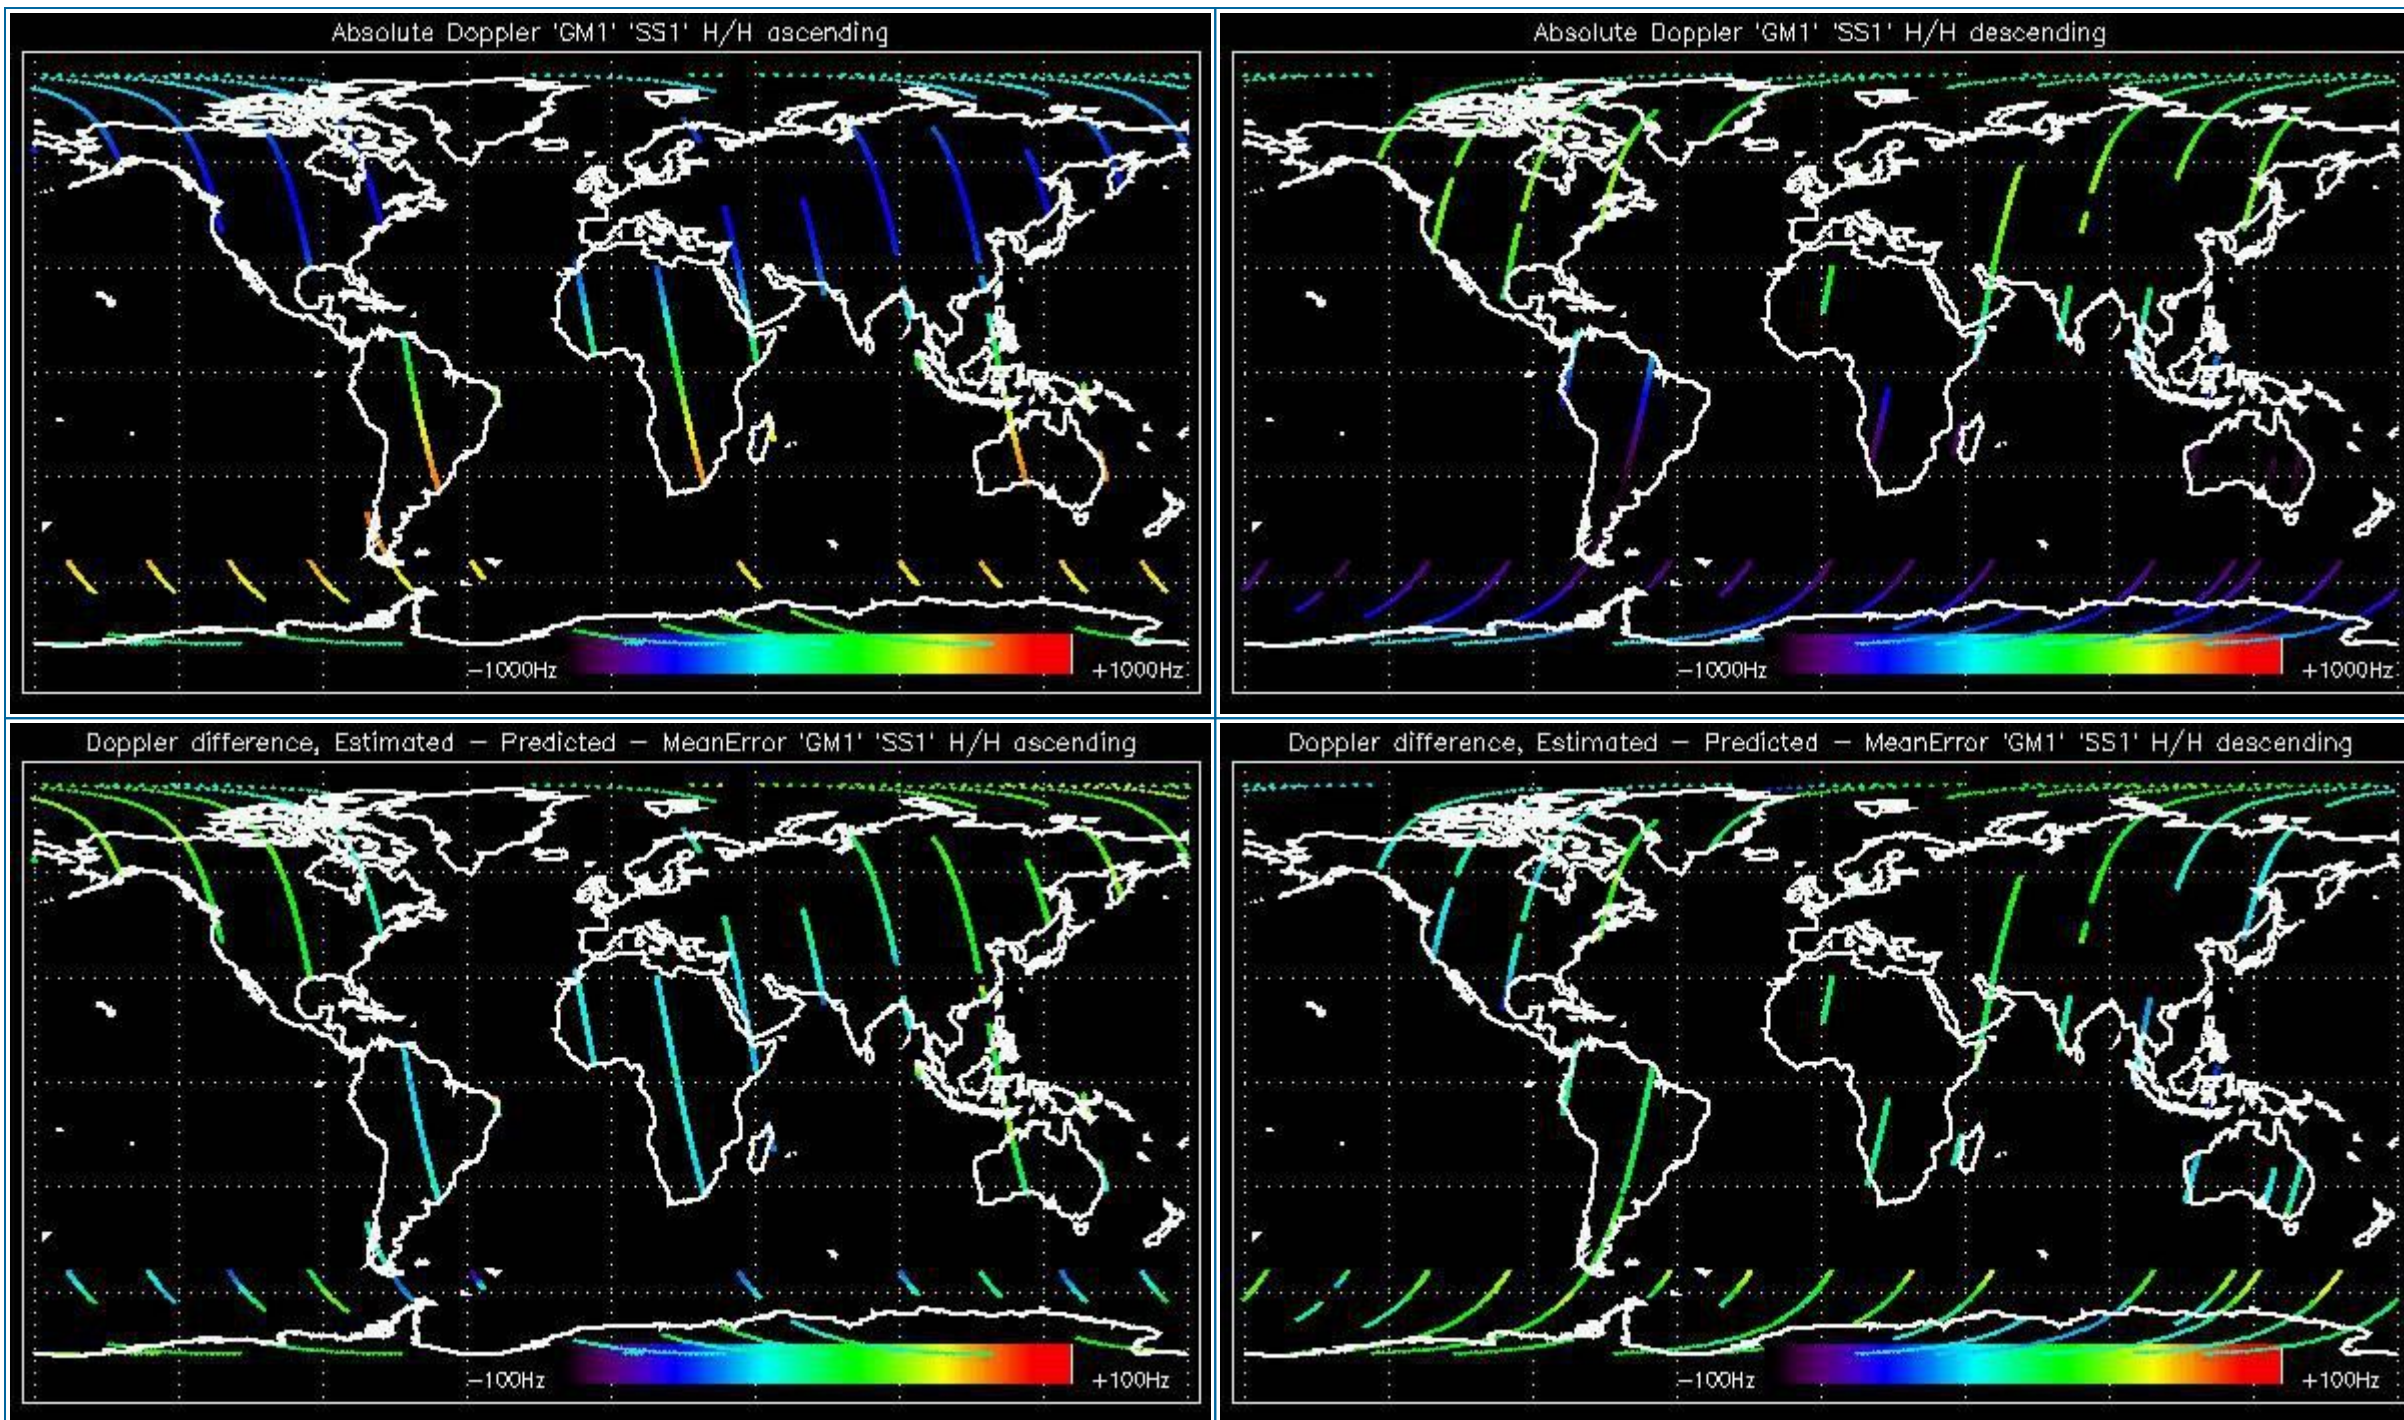 Absolute Doppler 'GM1' 'SS1' H/H ascending
-1000Hz
+1000Hz
Absolute Doppler 'GM1' 'SS1' H/H descending
-1000Hz
+1000Hz
Doppler difference, Estimated - Predicted - MeanError 'GM1' 'SS1' H/H ascending
-100Hz
+100Hz
Doppler difference, Estimated - Predicted - MeanError 'GM1' 'SS1' H/H descending
-100Hz
+100Hz